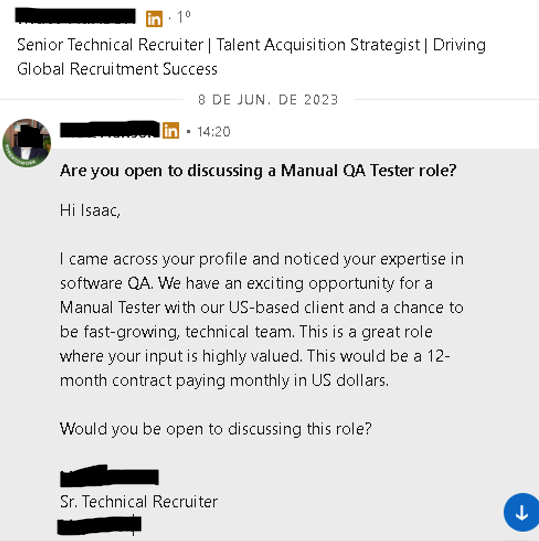 in · 1º
Senior Technical Recruiter | Talent Acquisition Strategist | Driving
Global Recruitment Success
8 DE JUN. DE 2023
in • 14:20
Are you open to discussing a Manual QA Tester role?
Hi Isaac,
I came across your profile and noticed your expertise in
software QA. We have an exciting opportunity for a
Manual Tester with our US-based client and a chance to
be fast-growing, technical team. This is a great role
where your input is highly valued. This would be a 12-
month contract paying monthly in US dollars.
Would you be open to discussing this role?
Sr. Technical Recruiter